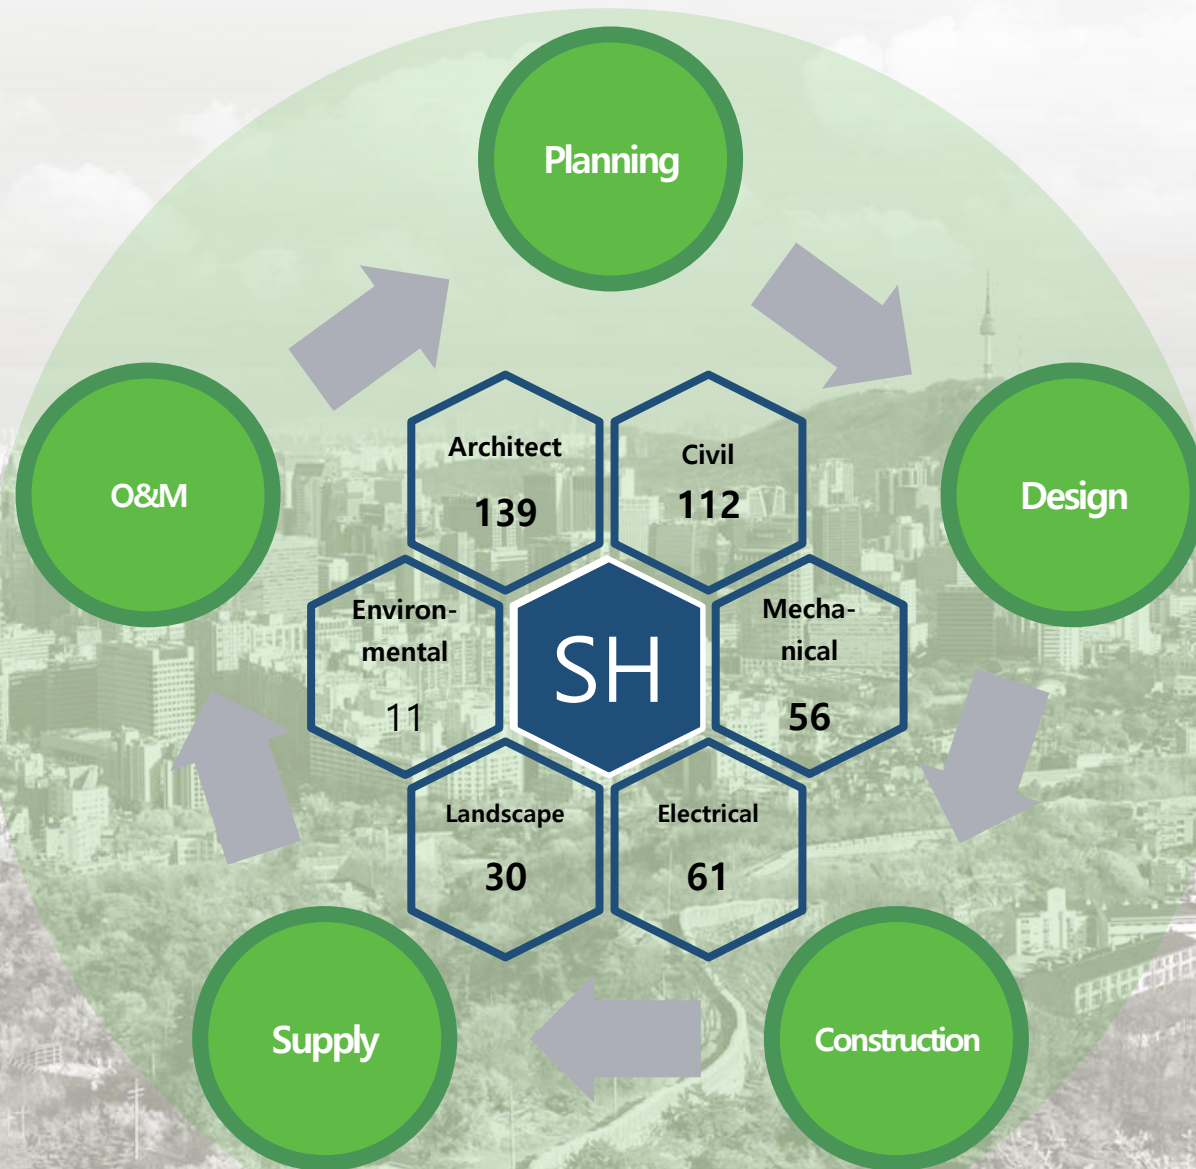 Planning
O&M
Design
Architect
139
Civil
112
Environ-
mental
11
SH
Mecha-
nical
56
Landscape
30
Electrical
61
Supply
Construction